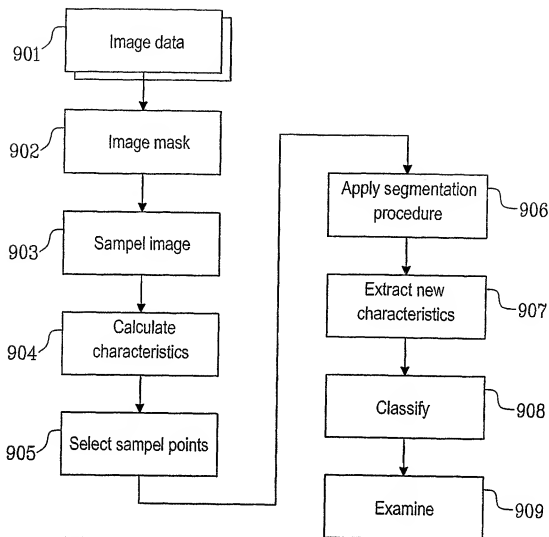 901
Image data
902
Image mask
903
Sampel image
904
Calculate
characteristics
905
Select sampel points
Apply segmentation
procedure
906
Extract new
characteristics
907
Classify
908
Examine
909